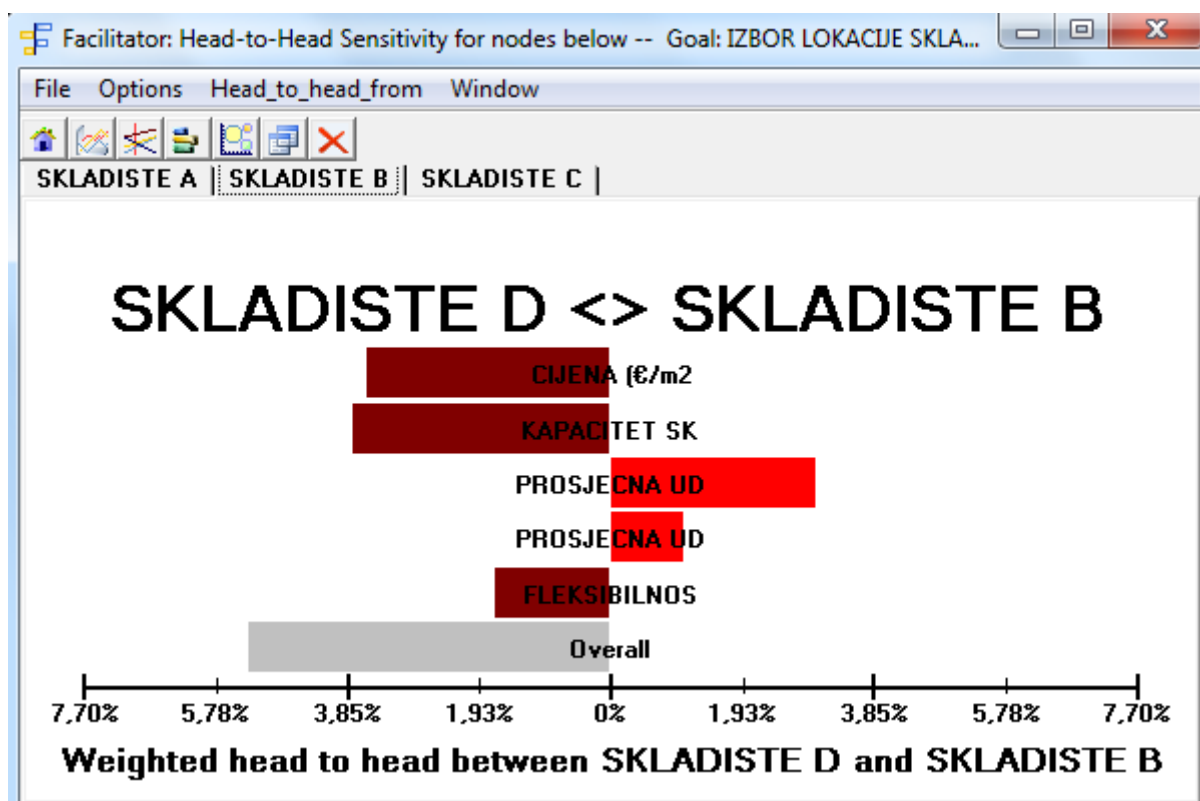 Facilitator: Head-to-Head Sensitivity for nodes below -- Goal: IZBOR LOKACIJE SKLA...
File Options Head_to_head_from Window
SKLADISTE A SKLADISTE B SKLADISTE C
SKLADISTE D <> SKLADISTE B
CIJENA (€/m2
KAPACITET SK
PROSJECNA UD
PROSJECNA UD
FLEKSIBILNOS
Overall
7,70% 5,78% 3,85% 1,93% 0% 1,93% 3,85% 5,78% 7,70%
Weighted head to head between SKLADISTE D and SKLADISTE B